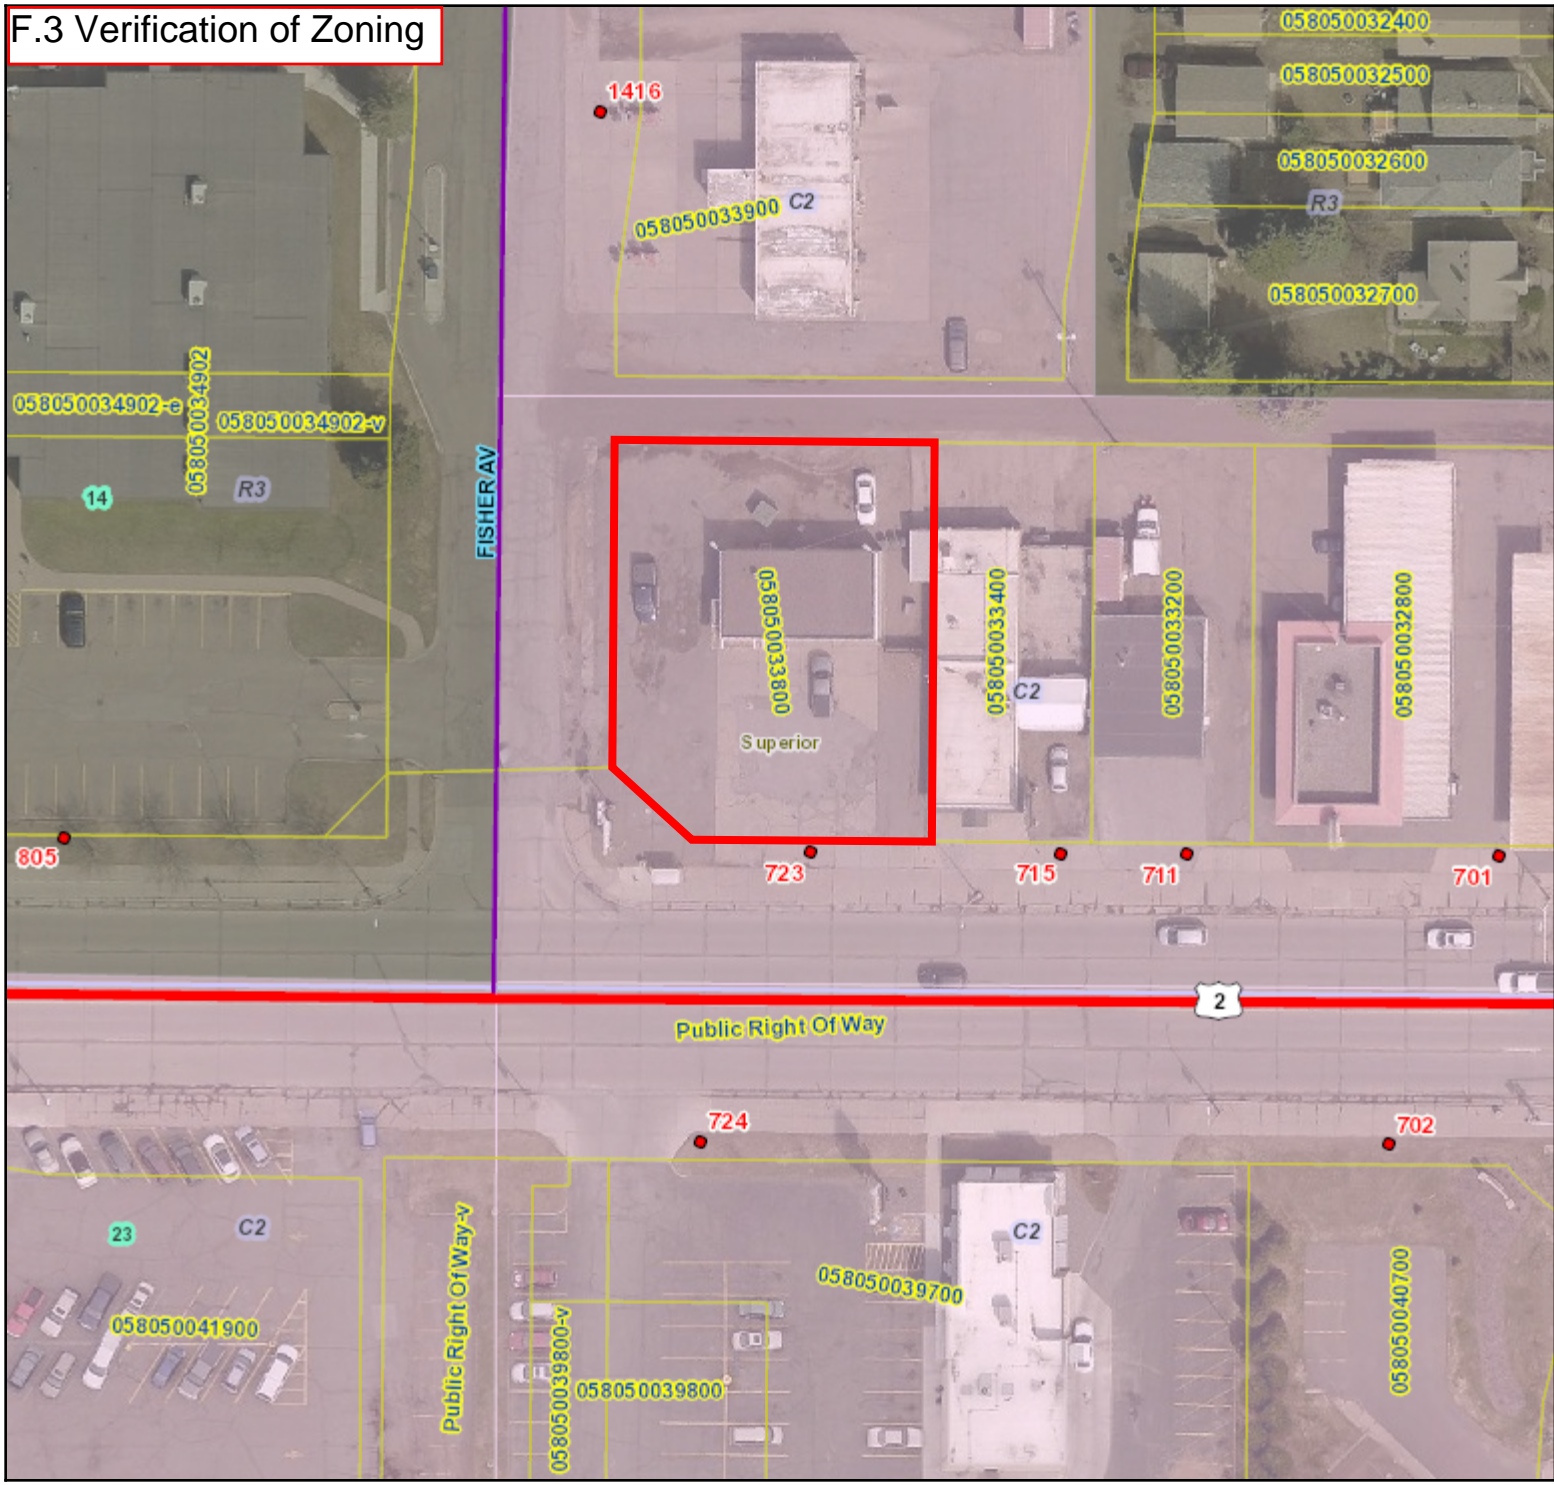 F.3 Verification of Zoning
058050032400
058050032500
1416
058050032600
C2
R3
058050033900
058050032700
058050034902-e
058050034902
058050034902-v
FISHER AV
14
R3
058050033800
058050033400
058050033200
058050032800
C2
Superior
805
723
715
711
701
2
Public Right Of Way
724
702
23
C2
C2
Public Right Of Way-v
058050039700
058050040700
058050041900
058050039800-v
058050039800